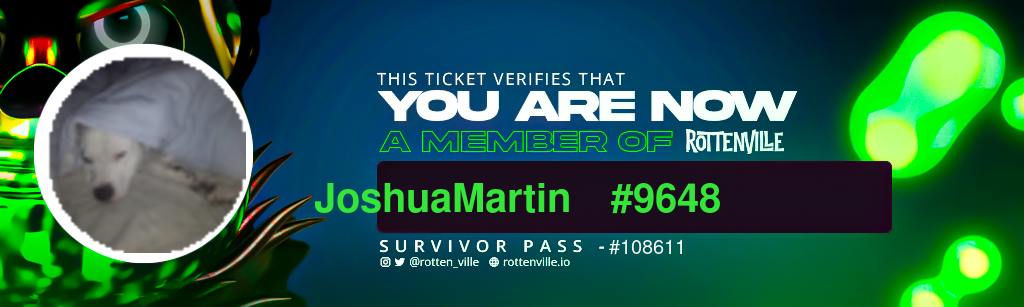 THIS TICKET VERIFIES THAT
YOU ARE NOW
A MEMBER OF ROTTENVILLE
JoshuaMartin #9648
SURVIVOR PASS - #108611
@rotten_ville rottenville.io